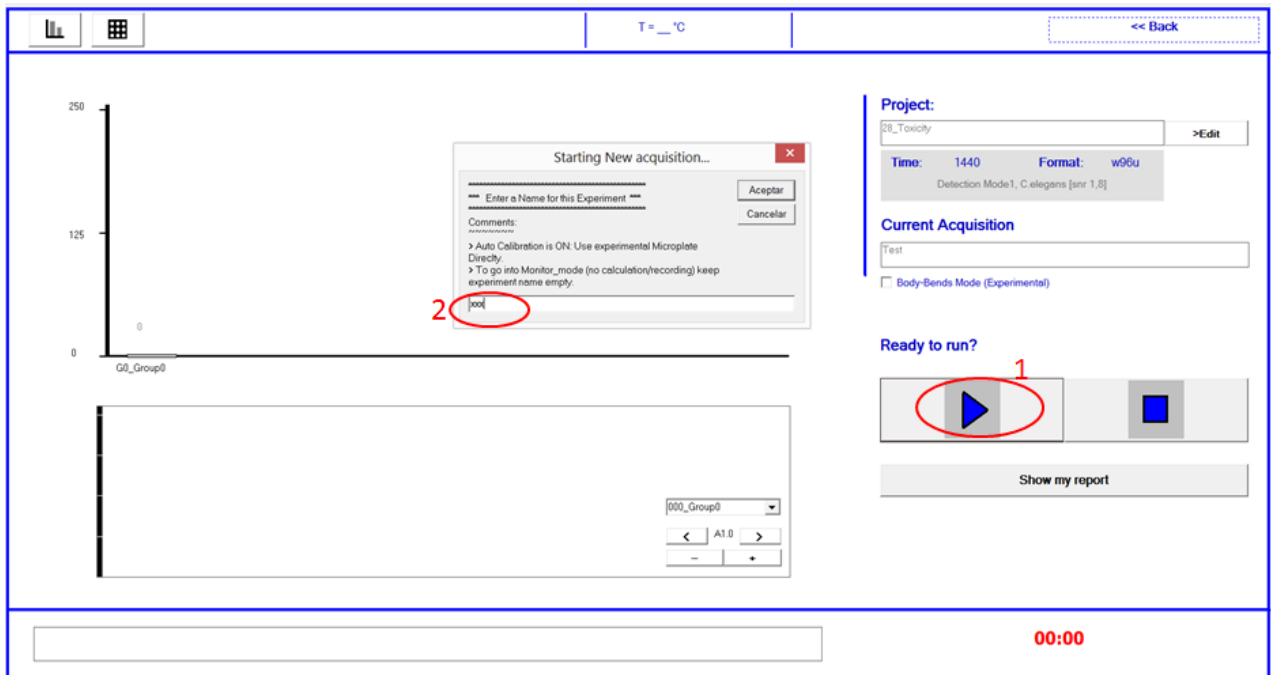 T = __ °C
<< Back
250
125
0
0
G0_Group0
Starting New acquisition...
*** Enter a Name for this Experiment ***
Comments:
~~~~~~~
> Auto Calibration is ON: Use experimental Microplate
Direclty.
> To go into Monitor_mode (no calculation/recording) keep
experiment name empty.
xxx
Aceptar
Cancelar
2
Project:
28_Toxicity
>Edit
Time: 1440 Format: w96u
Detection Mode1, C.elegans [snr 1,8]
Current Acquisition
Test
Body-Bends Mode (Experimental)
Ready to run?
1
Show my report
000_Group0
< A1.0 >
- +
00:00